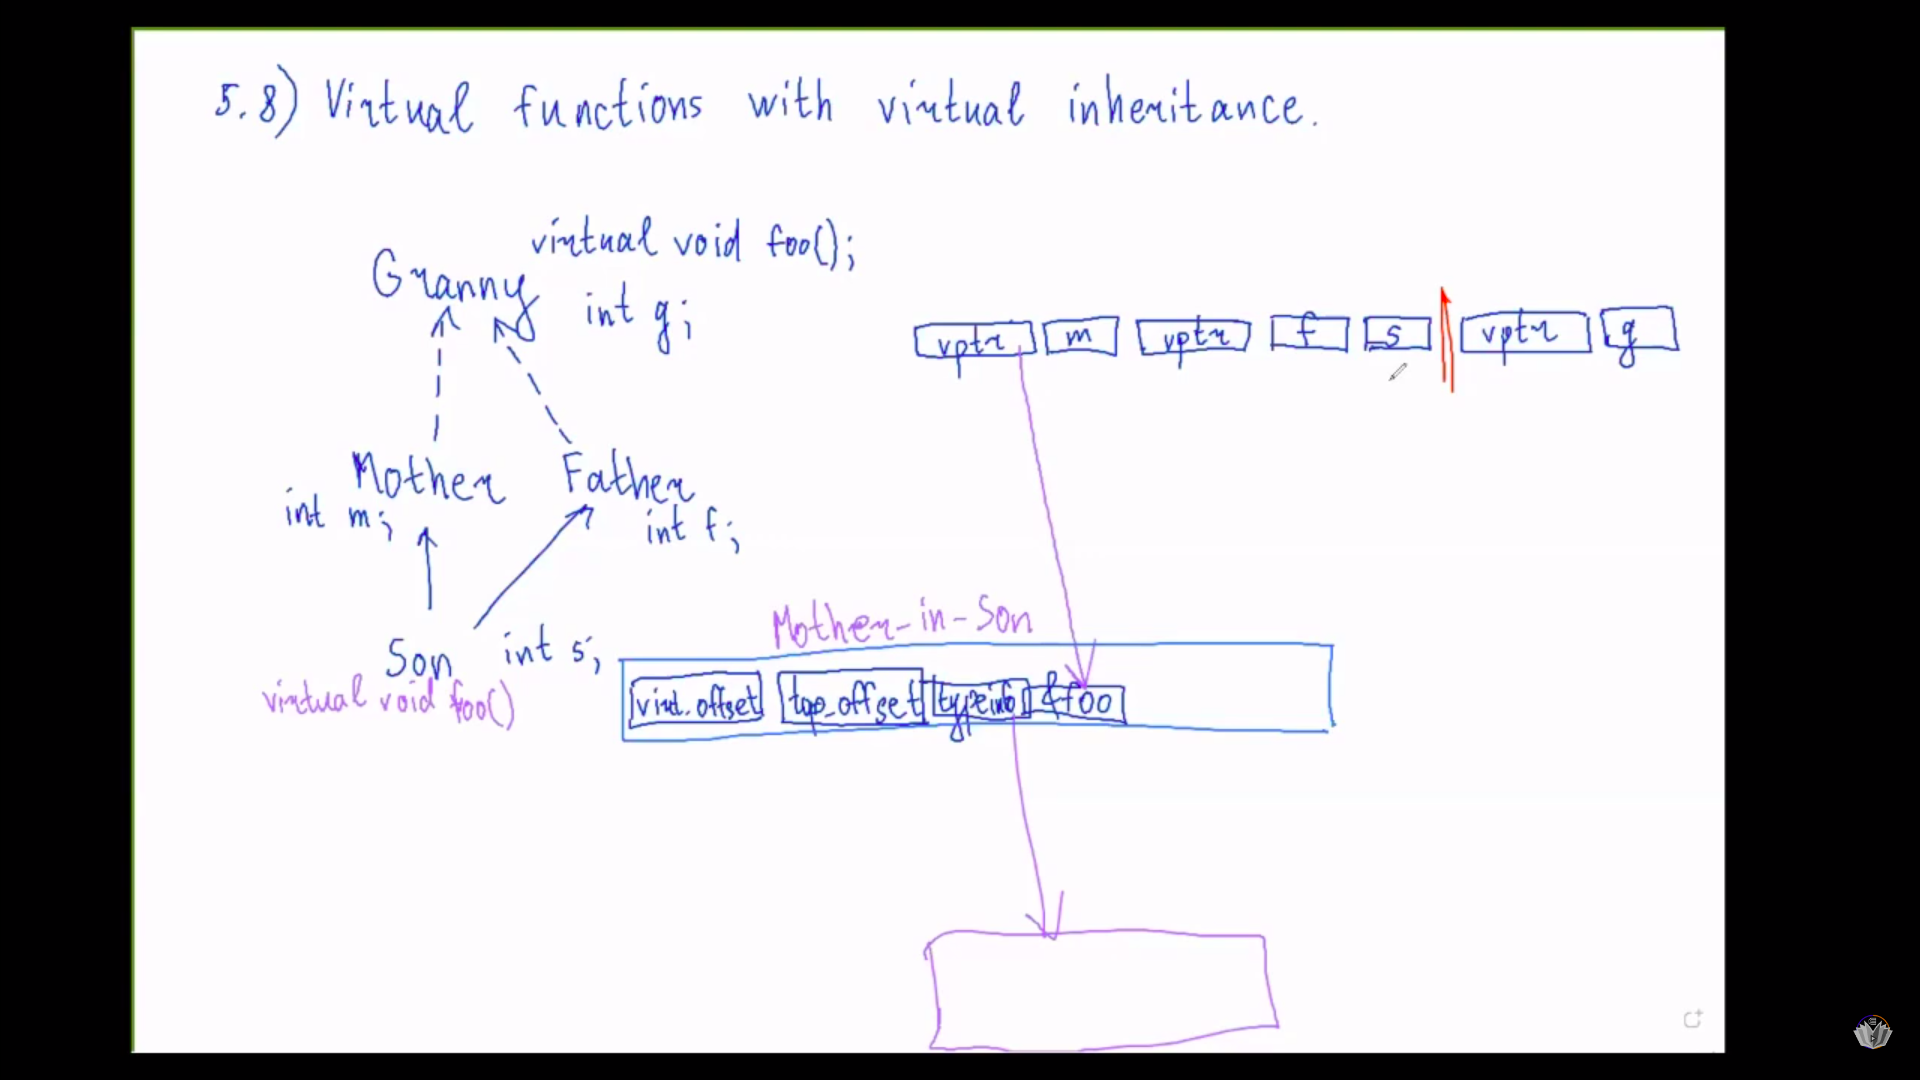 5.8) Virtual functions with virtual inheritance.
virtual void foo();
Granny
int g;
vptr m vptr f s vptr g
Mother Father
int m; int f;
Mother-in-Son
Son int s;
virtual void foo()
virt.offset top_offset typeinfo &foo